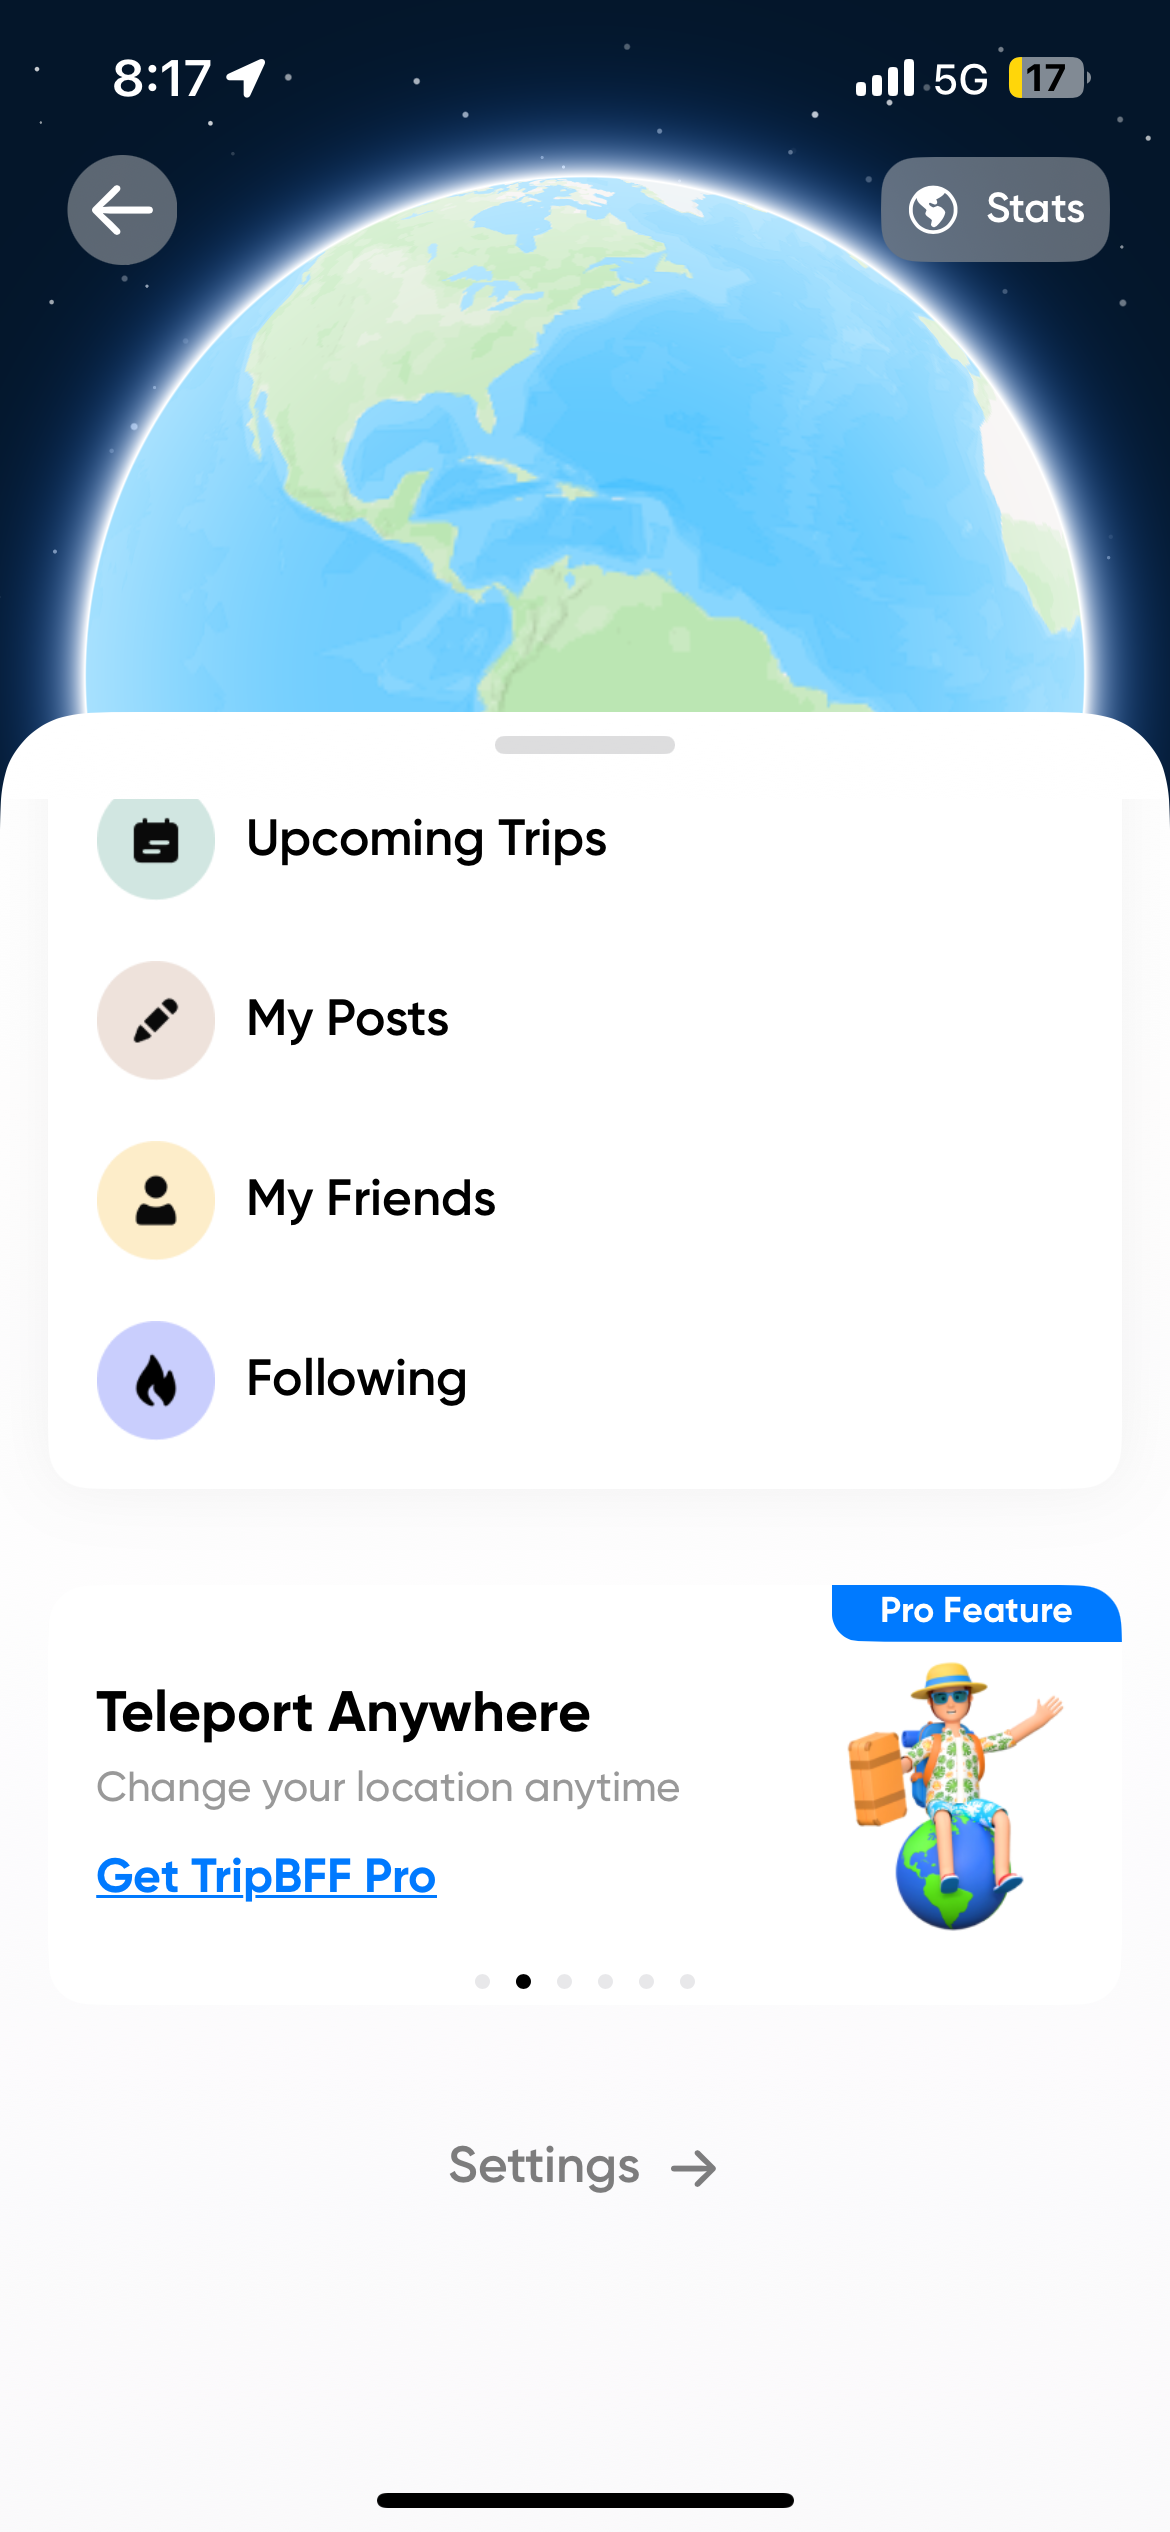 8:17
5G
17
Stats
Upcoming Trips
My Posts
My Friends
Following
Pro Feature
Teleport Anywhere
Change your location anytime
Get TripBFF Pro
Settings